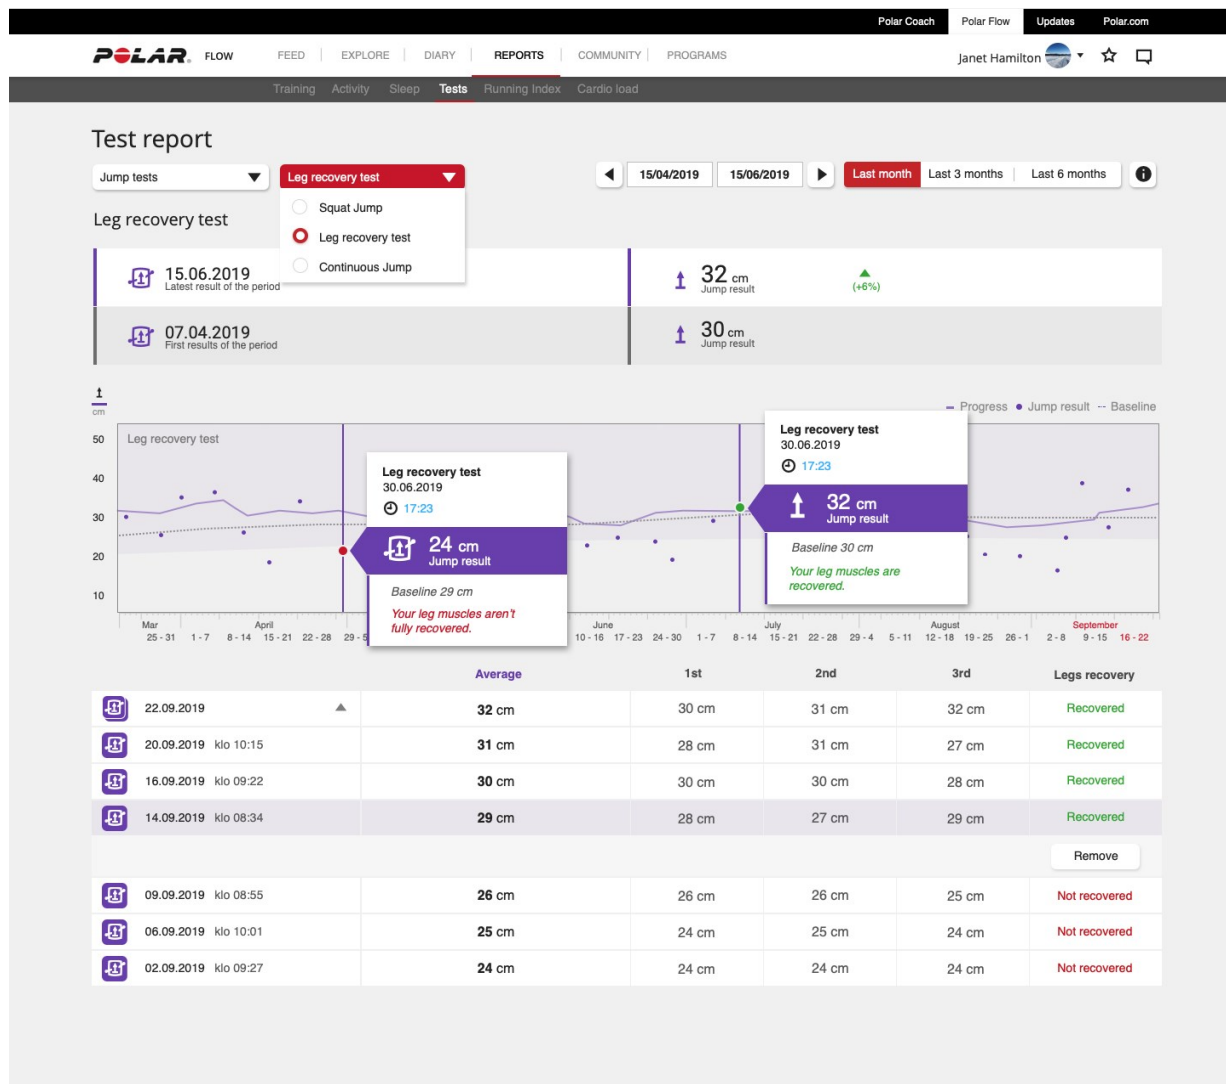 Polar Coach Polar Flow Updates Polar.com
POLAR. FLOW FEED EXPLORE DIARY REPORTS COMMUNITY PROGRAMS Janet Hamilton
Training Activity Sleep Tests Running Index Cardio load
Test report
Jump tests Leg recovery test 15/04/2019 15/06/2019 Last month Last 3 months Last 6 months i
Squat Jump
Leg recovery test
Continuous Jump
Leg recovery test
15.06.2019
Latest result of the period
32 cm
Jump result
(+6%)
07.04.2019
First results of the period
30 cm
Jump result
cm
Progress Jump result Baseline
50
40
30
20
10
Leg recovery test
Leg recovery test
30.06.2019
17:23
24 cm
Jump result
Baseline 29 cm
Your leg muscles aren't
fully recovered.
Leg recovery test
30.06.2019
17:23
32 cm
Jump result
Baseline 30 cm
Your leg muscles are
recovered.
Mar April June July August September
25 - 31 1 - 7 8 - 14 15 - 21 22 - 28 29 - 5 10 - 16 17 - 23 24 - 30 1 - 7 8 - 14 15 - 21 22 - 28 29 - 4 5 - 11 12 - 18 19 - 25 26 - 1 2 - 8 9 - 15 16 - 22
Average 1st 2nd 3rd Legs recovery
22.09.2019 32 cm 30 cm 31 cm 32 cm Recovered
20.09.2019 klo 10:15 31 cm 28 cm 31 cm 27 cm Recovered
16.09.2019 klo 09:22 30 cm 30 cm 30 cm 28 cm Recovered
14.09.2019 klo 08:34 29 cm 28 cm 27 cm 29 cm Recovered
Remove
09.09.2019 klo 08:55 26 cm 26 cm 26 cm 25 cm Not recovered
06.09.2019 klo 10:01 25 cm 24 cm 25 cm 24 cm Not recovered
02.09.2019 klo 09:27 24 cm 24 cm 24 cm 24 cm Not recovered